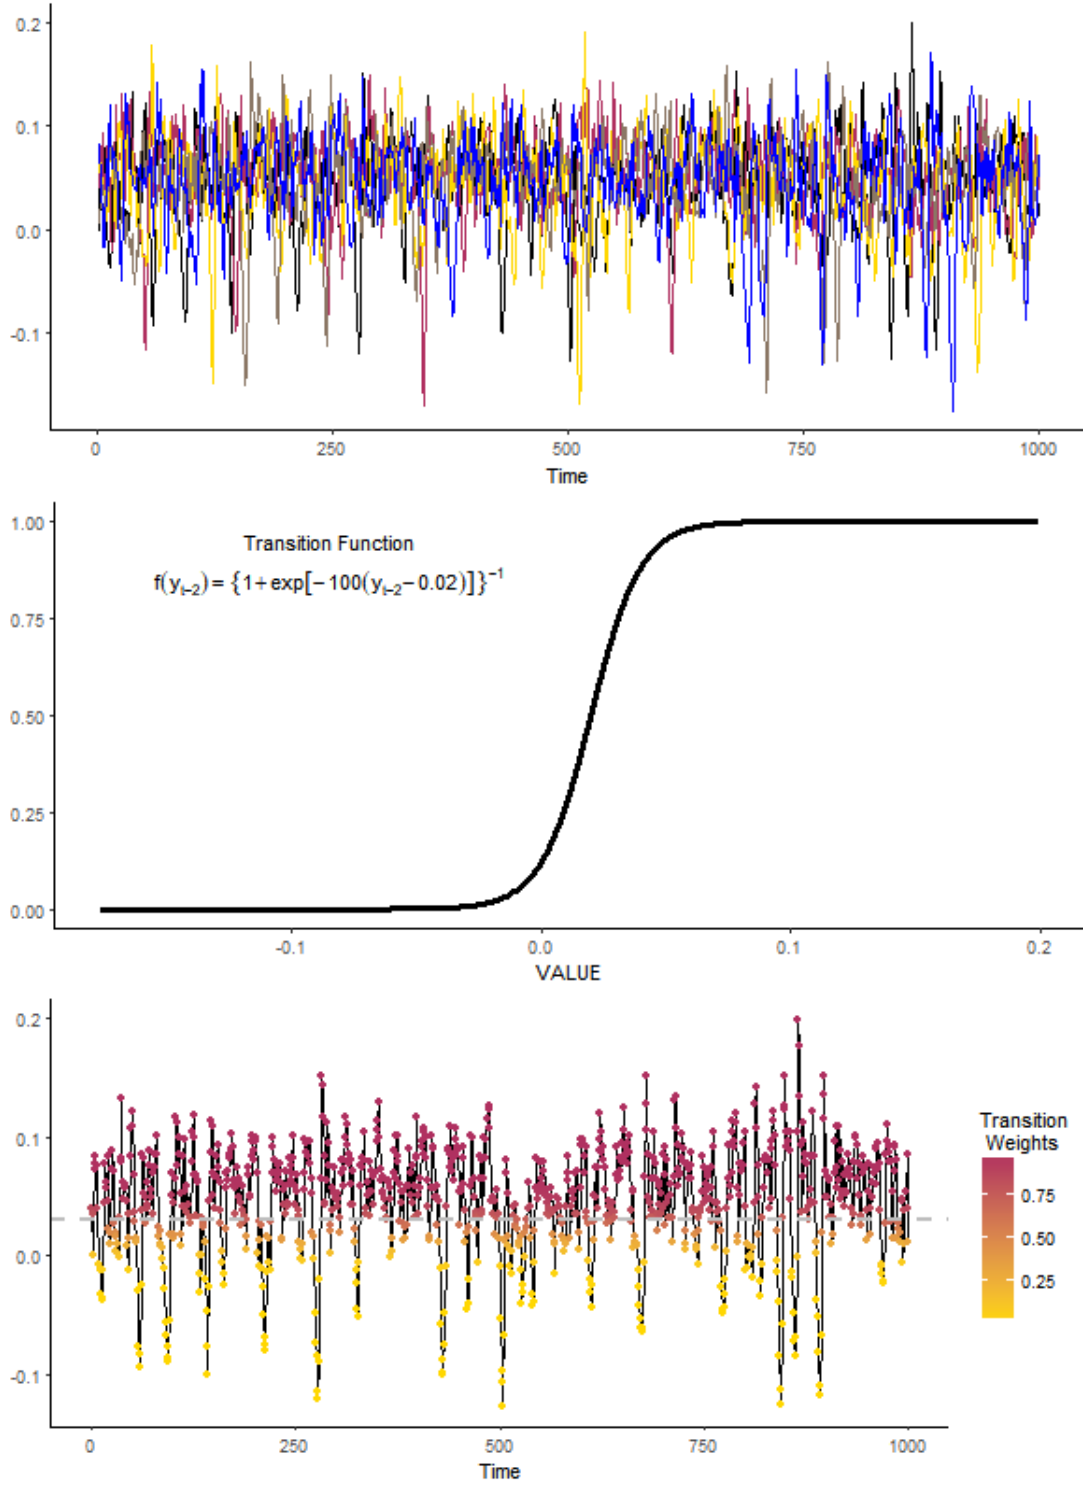 0.2
0.1
0.0
-0.1
0 250 500 750 1000
Time
1.00
0.75
0.50
0.25
0.00
Transition Function
f(yₜ₋₂) = {1+exp[−100(yₜ₋₂−0.02)]}⁻¹
-0.1 0.0 0.1 0.2
VALUE
0.2
0.1
0.0
-0.1
0 250 500 750 1000
Time
Transition
Weights
0.75
0.50
0.25